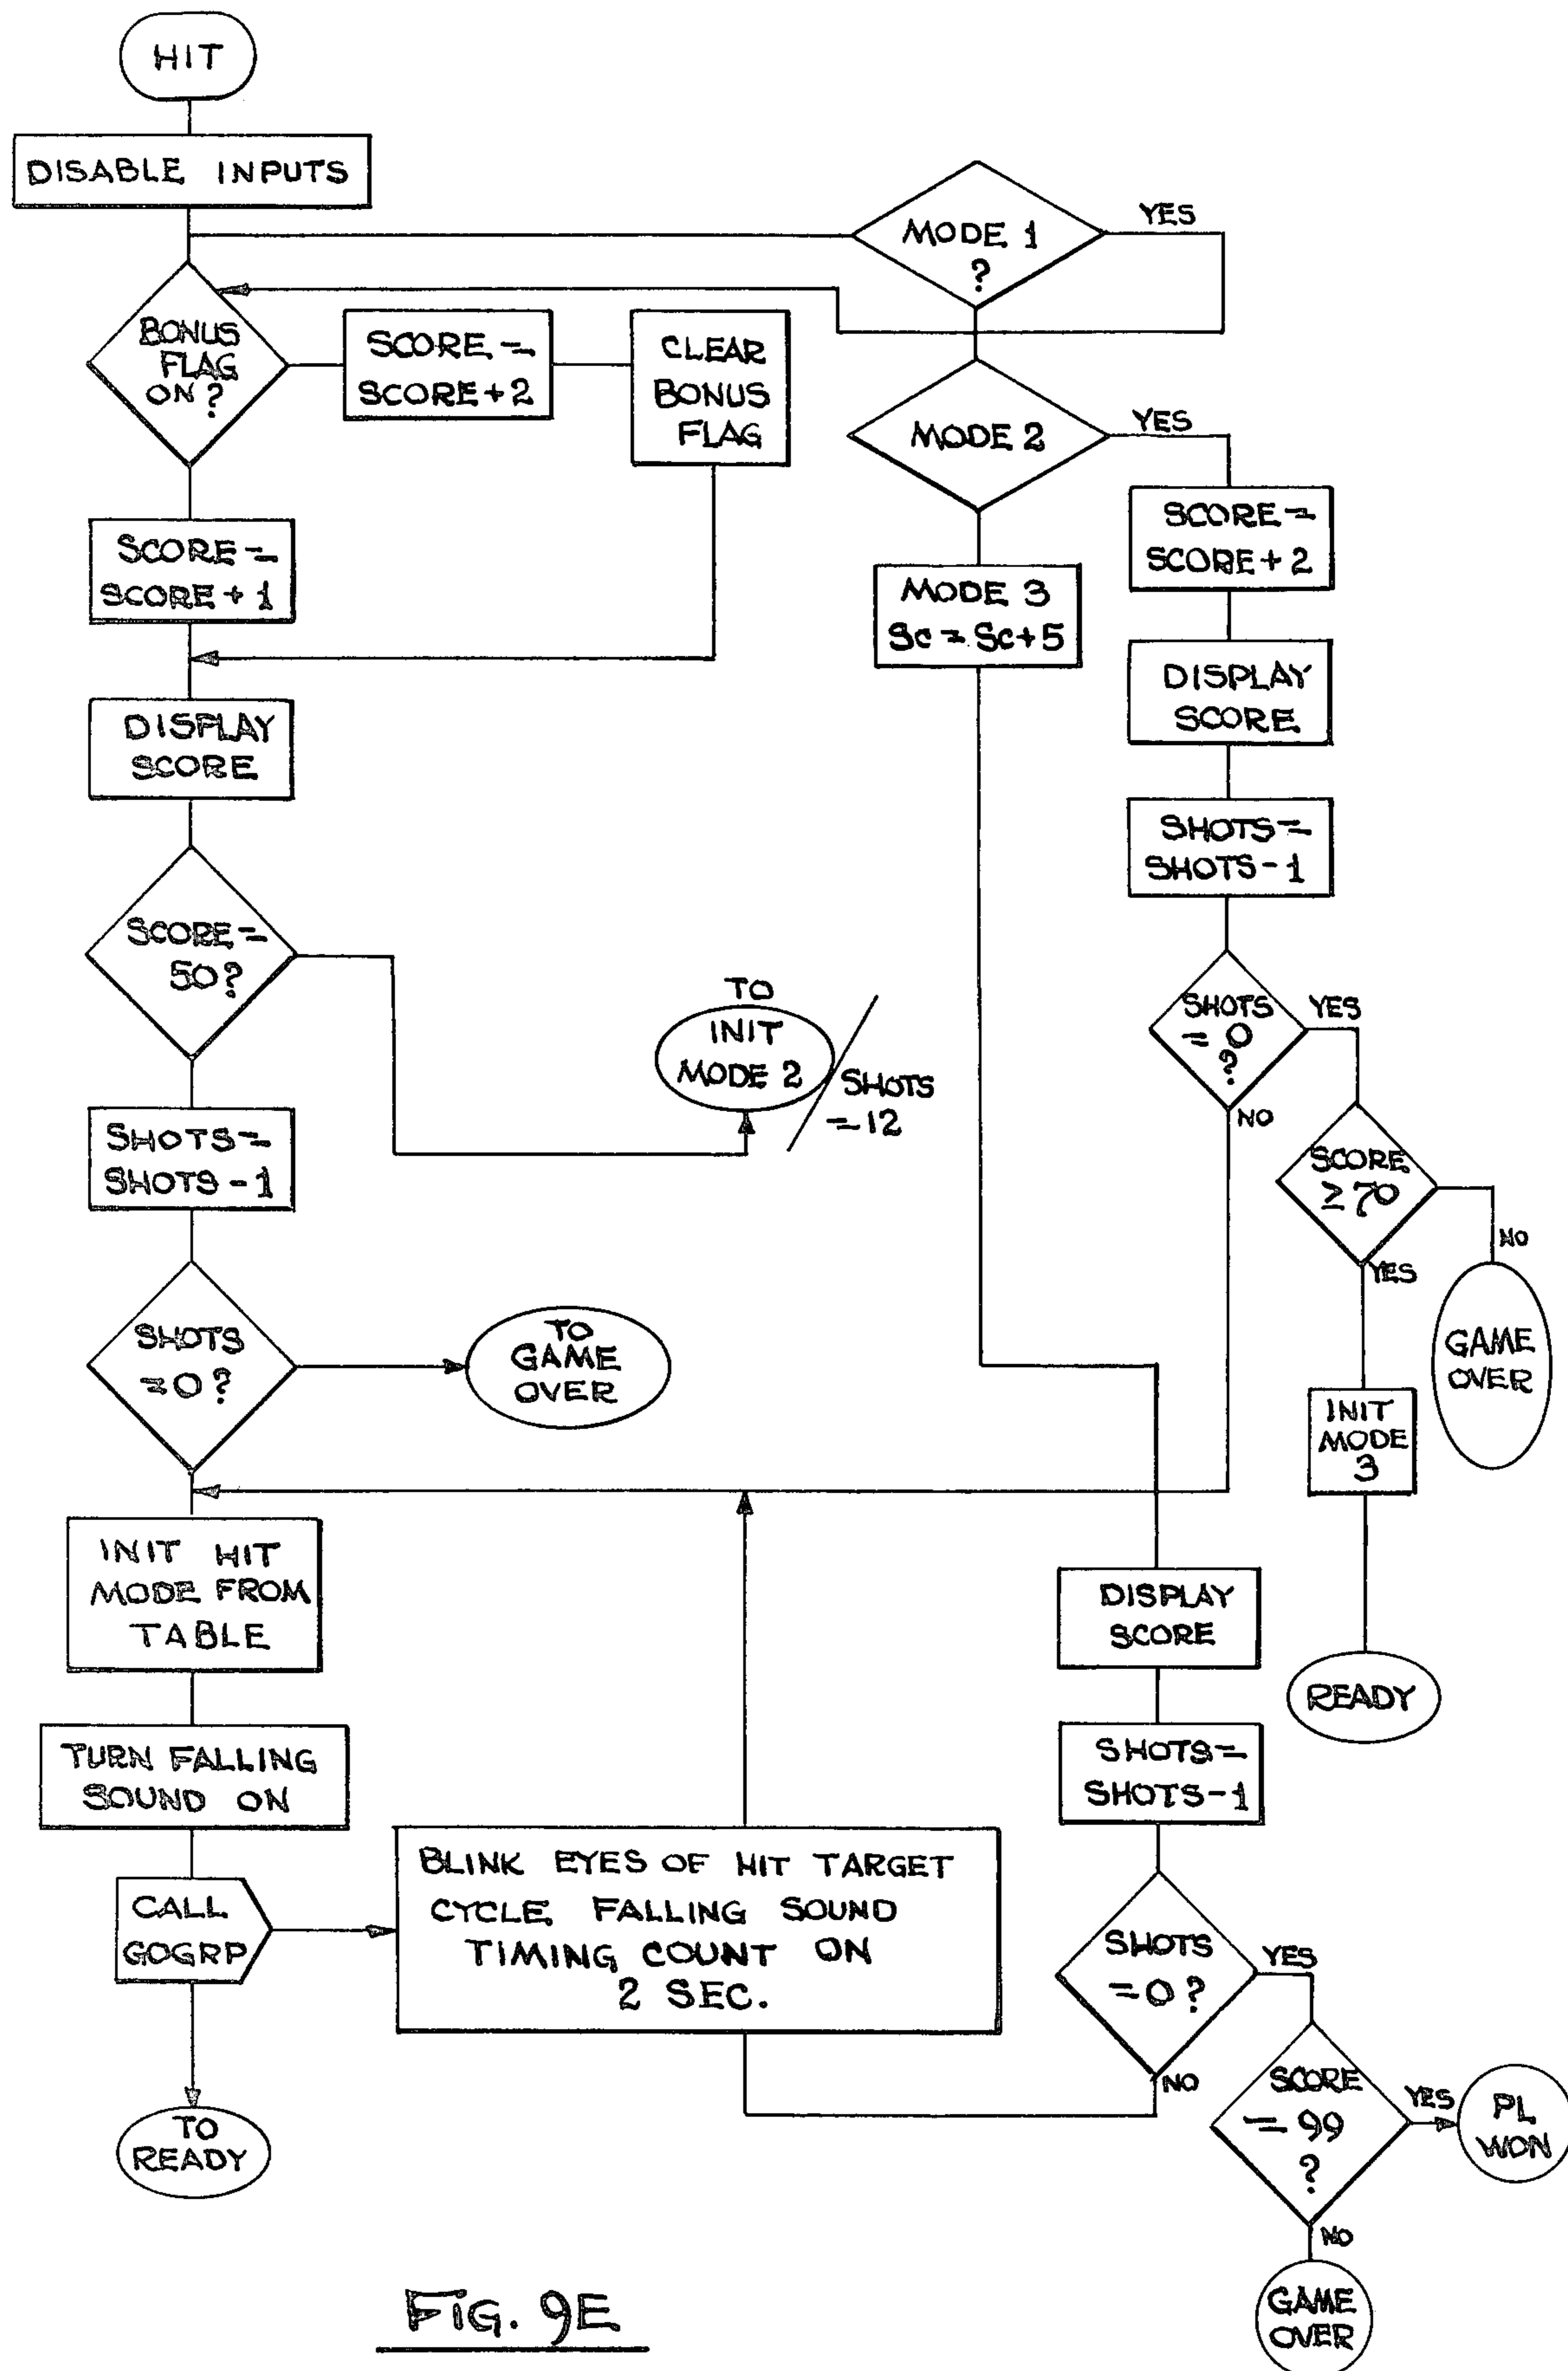 HIT
DISABLE INPUTS
MODE 1
?
YES
BONUS
FLAG
ON?
SCORE =
SCORE + 2
CLEAR
BONUS
FLAG
MODE 2
YES
SCORE =
SCORE + 1
SCORE =
SCORE + 2
MODE 3
Sc = Sc + 5
DISPLAY
SCORE
DISPLAY
SCORE
SHOTS =
SHOTS - 1
SCORE =
50?
TO
INIT
MODE 2
SHOTS
= 12
SHOTS
= 0
?
YES
NO
SHOTS =
SHOTS - 1
SCORE
≥ 70
NO
YES
SHOTS
= 0?
TO
GAME
OVER
GAME
OVER
INIT
MODE
3
INIT HIT
MODE FROM
TABLE
DISPLAY
SCORE
READY
TURN FALLING
SOUND ON
SHOTS =
SHOTS - 1
CALL
GOGRP
BLINK EYES OF HIT TARGET
CYCLE FALLING SOUND
TIMING COUNT ON
2 SEC.
SHOTS
= 0?
YES
NO
SCORE
= 99
?
YES
PL
WON
TO
READY
NO
GAME
OVER
FIG. 9E